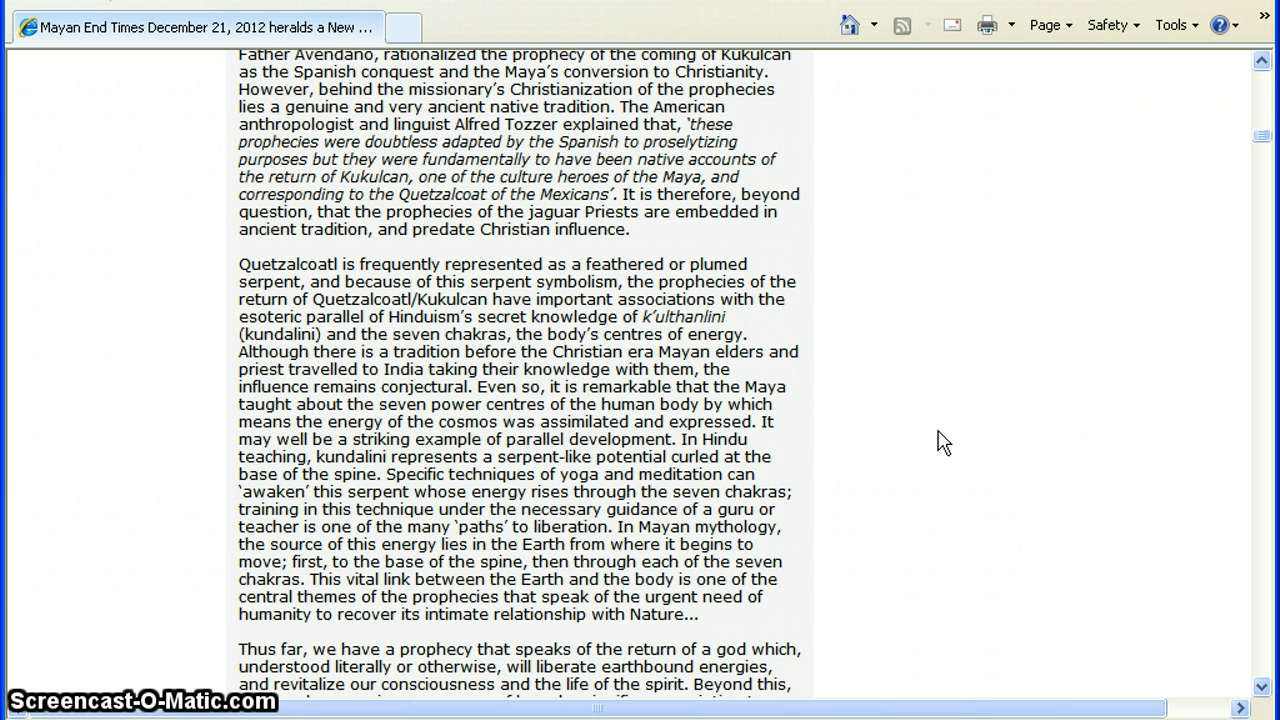 Mayan End Times December 21, 2012 heralds a New ...
Page
Safety
Tools
Father Avendano, rationalized the prophecy of the coming of Kukulcan
as the Spanish conquest and the Maya's conversion to Christianity.
However, behind the missionary's Christianization of the prophecies
lies a genuine and very ancient native tradition. The American
anthropologist and linguist Alfred Tozzer explained that, 'these
prophecies were doubtless adapted by the Spanish to proselytizing
purposes but they were fundamentally to have been native accounts of
the return of Kukulcan, one of the culture heroes of the Maya, and
corresponding to the Quetzalcoat of the Mexicans'. It is therefore, beyond
question, that the prophecies of the jaguar Priests are embedded in
ancient tradition, and predate Christian influence.
Quetzalcoatl is frequently represented as a feathered or plumed
serpent, and because of this serpent symbolism, the prophecies of the
return of Quetzalcoatl/Kukulcan have important associations with the
esoteric parallel of Hinduism's secret knowledge of k'ulthanlini
(kundalini) and the seven chakras, the body's centres of energy.
Although there is a tradition before the Christian era Mayan elders and
priest travelled to India taking their knowledge with them, the
influence remains conjectural. Even so, it is remarkable that the Maya
taught about the seven power centres of the human body by which
means the energy of the cosmos was assimilated and expressed. It
may well be a striking example of parallel development. In Hindu
teaching, kundalini represents a serpent-like potential curled at the
base of the spine. Specific techniques of yoga and meditation can
'awaken' this serpent whose energy rises through the seven chakras;
training in this technique under the necessary guidance of a guru or
teacher is one of the many 'paths' to liberation. In Mayan mythology,
the source of this energy lies in the Earth from where it begins to
move; first, to the base of the spine, then through each of the seven
chakras. This vital link between the Earth and the body is one of the
central themes of the prophecies that speak of the urgent need of
humanity to recover its intimate relationship with Nature...
Thus far, we have a prophecy that speaks of the return of a god which,
understood literally or otherwise, will liberate earthbound energies,
and revitalize our consciousness and the life of the spirit. Beyond this,
Screencast-O-Matic.com